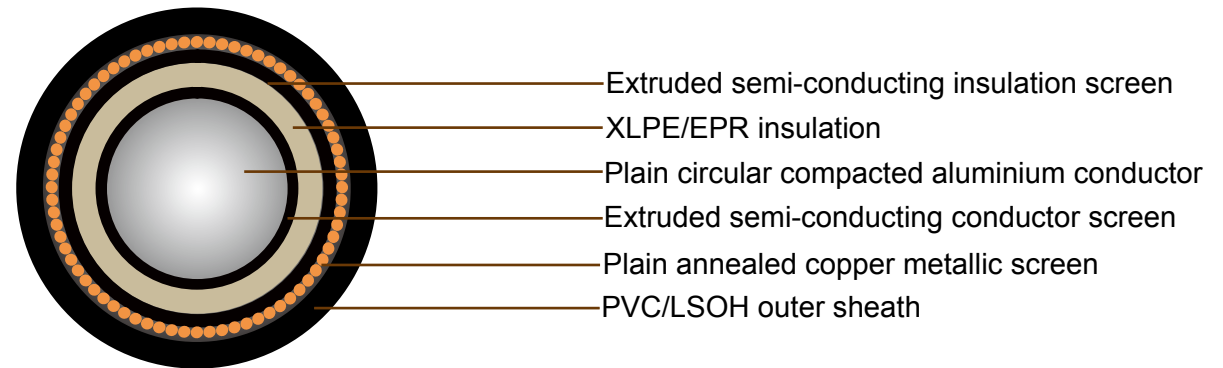 Extruded semi-conducting insulation screen
XLPE/EPR insulation
Plain circular compacted aluminium conductor
Extruded semi-conducting conductor screen
Plain annealed copper metallic screen
PVC/LSOH outer sheath